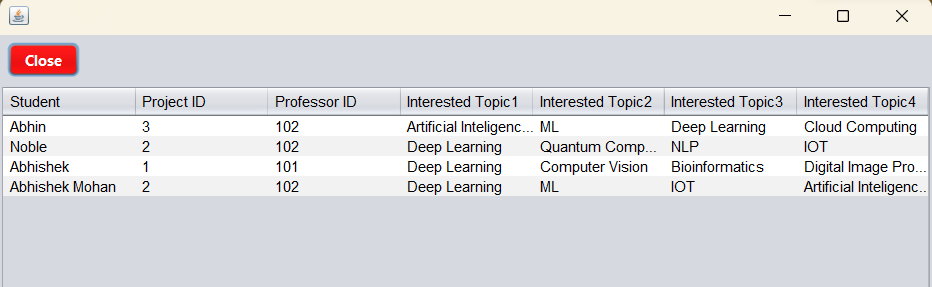 Close
Student Project ID Professor ID Interested Topic1 Interested Topic2 Interested Topic3 Interested Topic4
Abhin 3 102 Artificial Inteligenc... ML Deep Learning Cloud Computing
Noble 2 102 Deep Learning Quantum Comp... NLP IOT
Abhishek 1 101 Deep Learning Computer Vision Bioinformatics Digital Image Pro...
Abhishek Mohan 2 102 Deep Learning ML IOT Artificial Inteligenc...